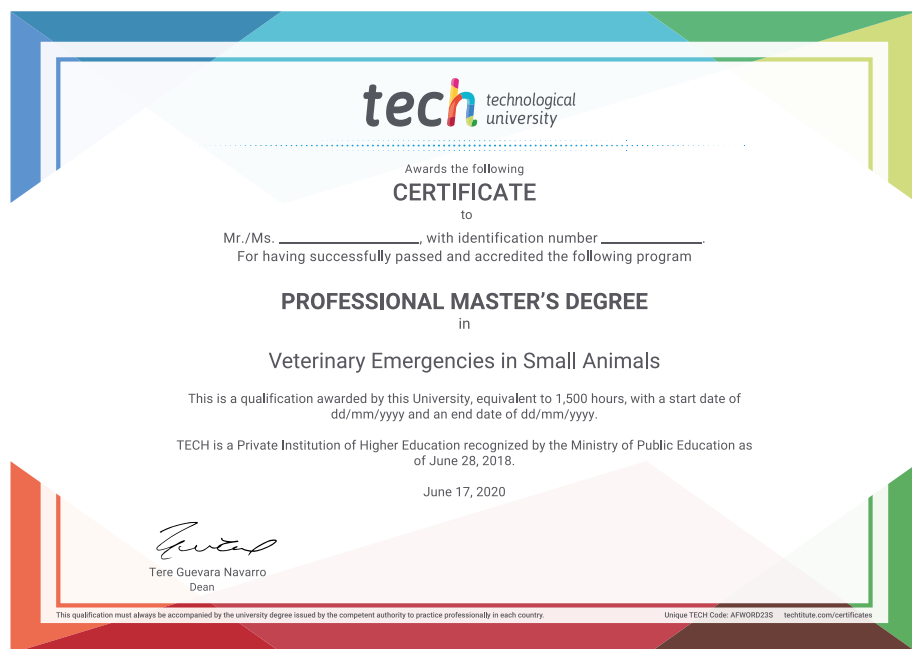 tech technological
university
Awards the following
CERTIFICATE
to
Mr./Ms. ____________________, with identification number ______________.
For having successfully passed and accredited the following program
PROFESSIONAL MASTER'S DEGREE
in
Veterinary Emergencies in Small Animals
This is a qualification awarded by this University, equivalent to 1,500 hours, with a start date of
dd/mm/yyyy and an end date of dd/mm/yyyy.
TECH is a Private Institution of Higher Education recognized by the Ministry of Public Education as
of June 28, 2018.
June 17, 2020
Tere Guevara Navarro
Dean
This qualification must always be accompanied by the university degree issued by the competent authority to practice professionally in each country. Unique TECH Code: AFWORD23S techtitute.com/certificates